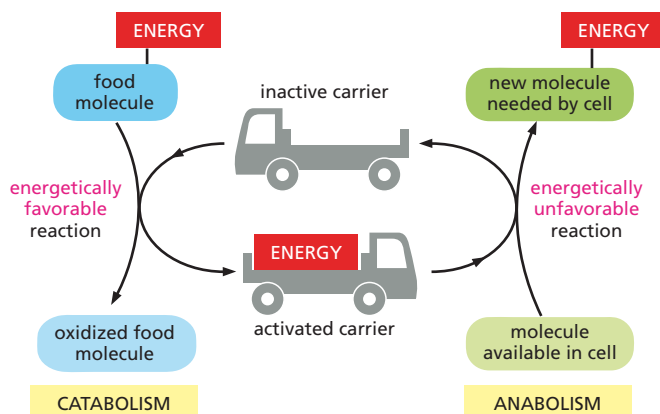 ENERGY
food
molecule
inactive carrier
ENERGY
new molecule
needed by cell
energetically
favorable
reaction
ENERGY
activated carrier
energetically
unfavorable
reaction
oxidized food
molecule
molecule
available in cell
CATABOLISM
ANABOLISM